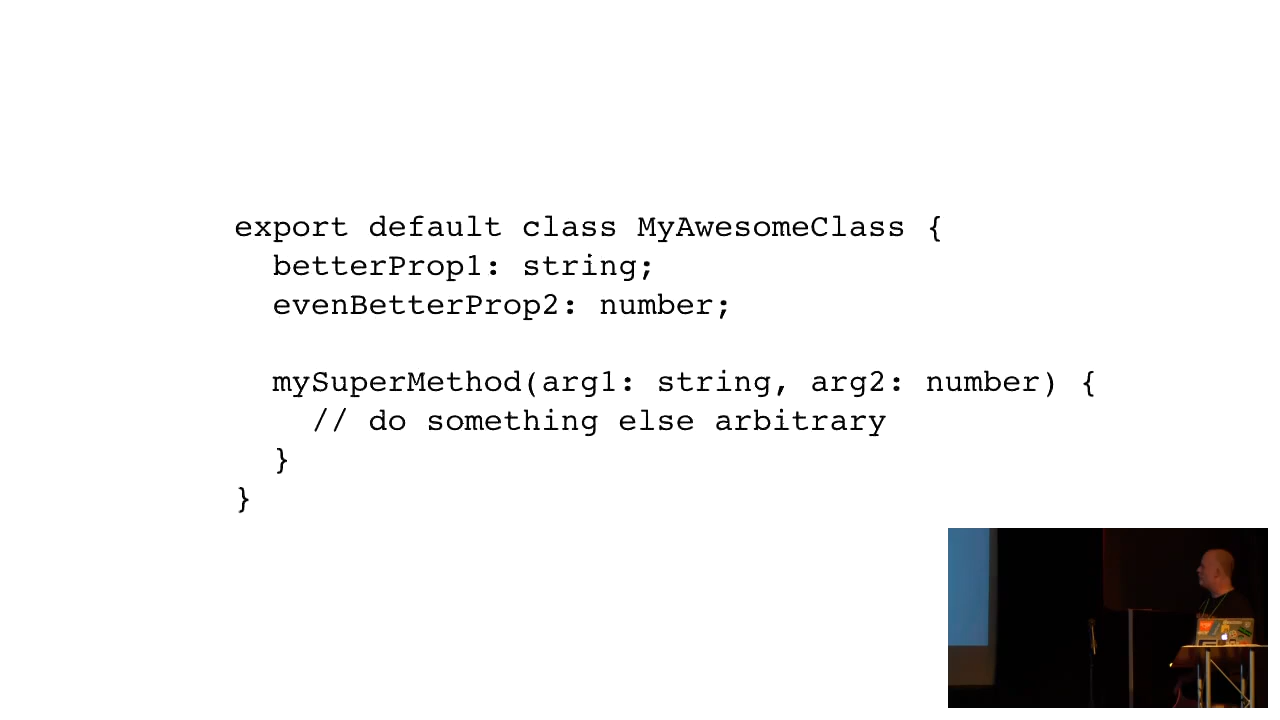 export default class MyAwesomeClass {
  betterProp1: string;
  evenBetterProp2: number;

  mySuperMethod(arg1: string, arg2: number) {
    // do something else arbitrary
  }
}